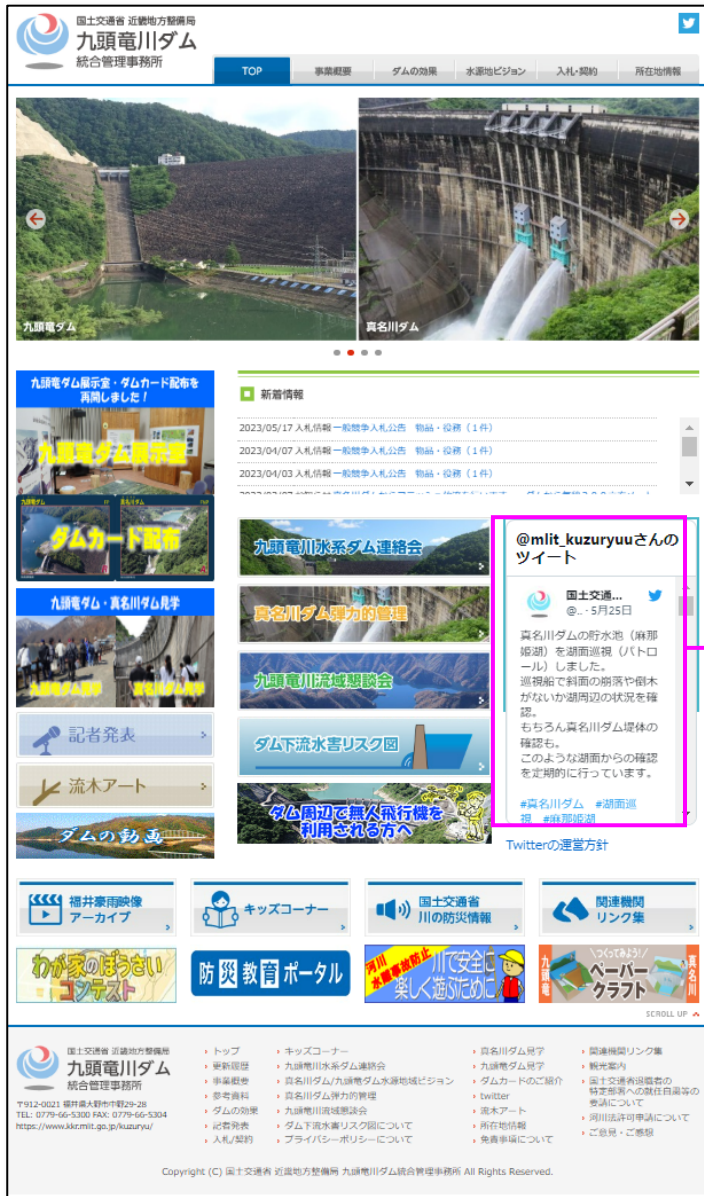 国土交通省 近畿地方整備局
九頭竜川ダム
統合管理事務所
TOP 事業概要 ダムの効果 水源地ビジョン 入札・契約 所在地情報
九頭竜ダム
真名川ダム
九頭竜ダム展示室・ダムカード配布を
再開しました！
九頭竜ダム展示室
九頭竜ダム
真名川ダム
ダムカード配布
九頭竜ダム・真名川ダム見学
九頭竜ダム見学
真名川ダム見学
記者発表
流木アート
ダムの動画
新着情報
2023/05/17 入札情報 一般競争入札公告 物品・役務（１件）
2023/04/07 入札情報 一般競争入札公告 物品・役務（１件）
2023/04/03 入札情報 一般競争入札公告 物品・役務（１件）
九頭竜川水系ダム連絡会
真名川ダム弾力的管理
九頭竜川流域懇談会
ダム下流水害リスク図
ダム周辺で無人飛行機を
利用される方へ
@mlit_kuzuryuuさんの
ツイート
国土交通...
@.. · 5月25日
真名川ダムの貯水池（麻那
姫湖）を湖面巡視（パトロ
ール）しました。
巡視船で斜面の崩落や倒木
がないか湖周辺の状況を確
認。
もちろん真名川ダム堤体の
確認も。
このような湖面からの確認
を定期的に行っています。
#真名川ダム #湖面巡
視 #麻那姫湖
Twitterの運営方針
福井豪雨映像
アーカイブ
キッズコーナー
国土交通省
川の防災情報
関連機関
リンク集
わが家のぼうさい
コンテスト
防災教育ポータル
河川水難事故防止
川で安全に
楽しく遊ぶために
九頭竜
つくってみよう!
ペーパー
クラフト
真名川
SCROLL UP
国土交通省 近畿地方整備局
九頭竜川ダム
統合管理事務所
〒912-0021 福井県大野市中野29-28
TEL: 0779-66-5300 FAX: 0779-66-5304
https://www.kkr.mlit.go.jp/kuzuryu/
トップ
更新履歴
事業概要
参考資料
ダムの効果
記者発表
入札/契約
キッズコーナー
九頭竜川水系ダム連絡会
真名川ダム/九頭竜ダム水源地域ビジョン
真名川ダム弾力的管理
九頭竜川流域懇談会
ダム下流水害リスク図について
プライバシーポリシーについて
真名川ダム見学
九頭竜ダム見学
ダムカードのご紹介
twitter
流木アート
所在地情報
免責事項について
関連機関リンク集
観光案内
国土交通省退職者の
特定部署への就任自粛等の
要請について
河川法許可申請について
ご意見・ご感想
Copyright (C) 国土交通省 近畿地方整備局 九頭竜川ダム統合管理事務所 All Rights Reserved.